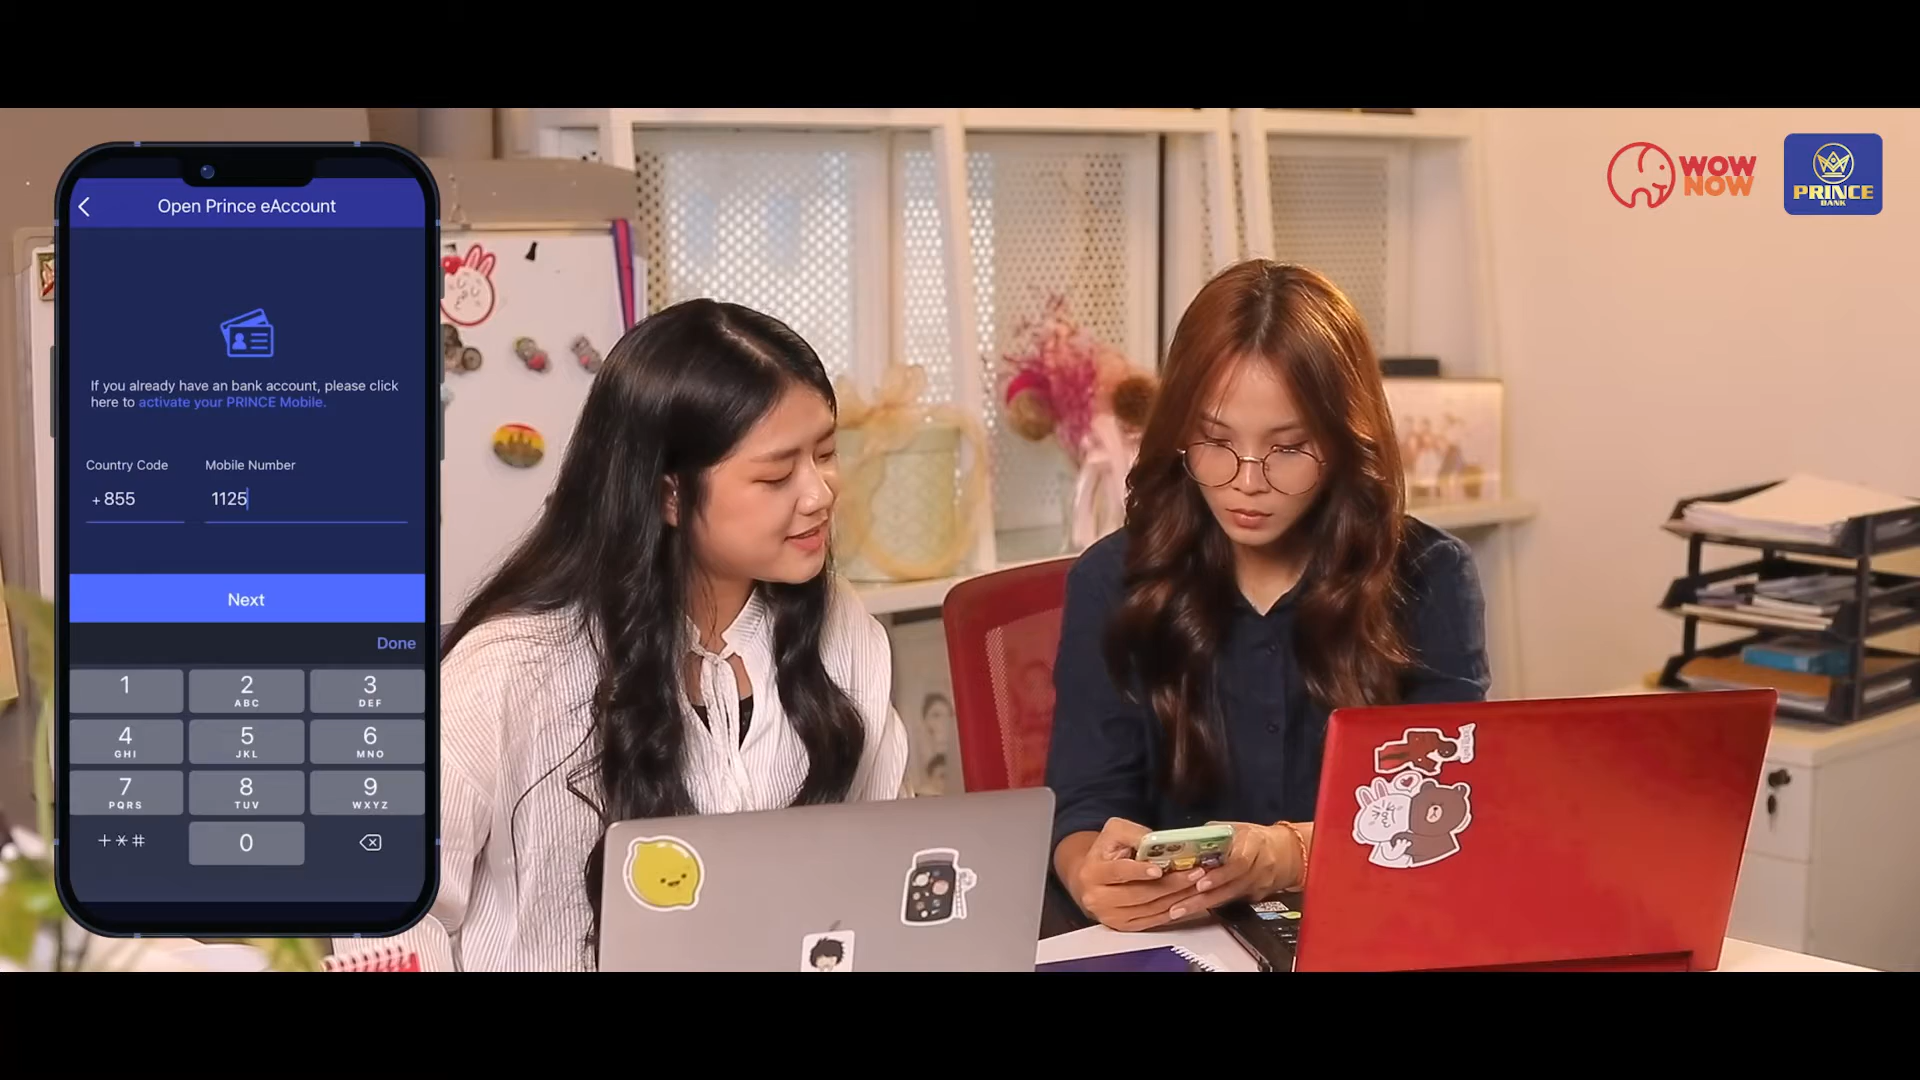 Open Prince eAccount
If you already have an bank account, please click
here to activate your PRINCE Mobile.
Country Code
Mobile Number
+855
1125
Next
Done
1
2
ABC
3
DEF
4
GHI
5
JKL
6
MNO
7
PQRS
8
TUV
9
WXYZ
+*#
0
WOW
NOW
PRINCE
BANK